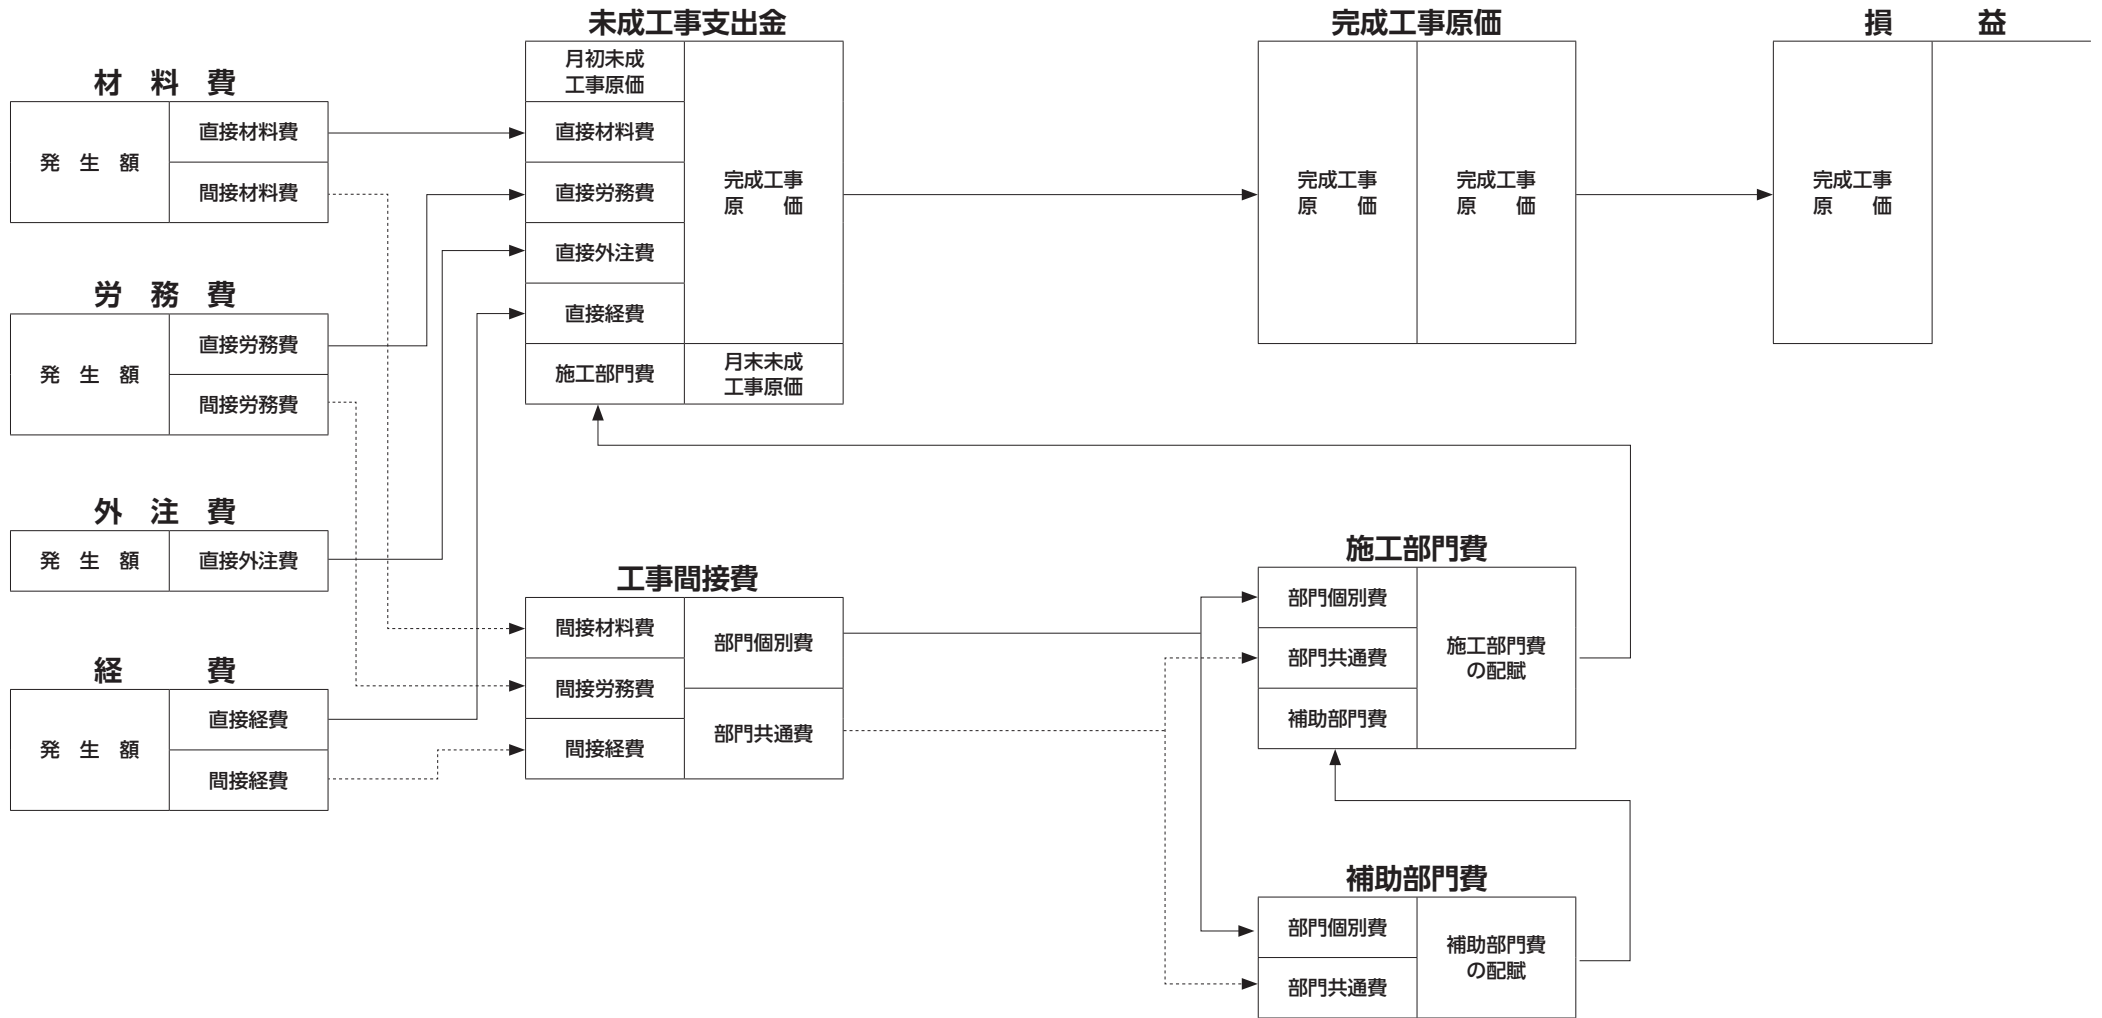 未成工事支出金
月初未成
工事原価
直接材料費
直接労務費
直接外注費
直接経費
施工部門費
完成工事
原　　価
月末未成
工事原価
完成工事原価
完成工事
原　　価
完成工事
原　　価
損　　益
完成工事
原　　価
材　料　費
発　生　額
直接材料費
間接材料費
労　務　費
発　生　額
直接労務費
間接労務費
外　注　費
発　生　額
直接外注費
経　　費
発　生　額
直接経費
間接経費
工事間接費
間接材料費
間接労務費
間接経費
部門個別費
部門共通費
施工部門費
部門個別費
部門共通費
補助部門費
施工部門費
の配賦
補助部門費
部門個別費
部門共通費
補助部門費
の配賦